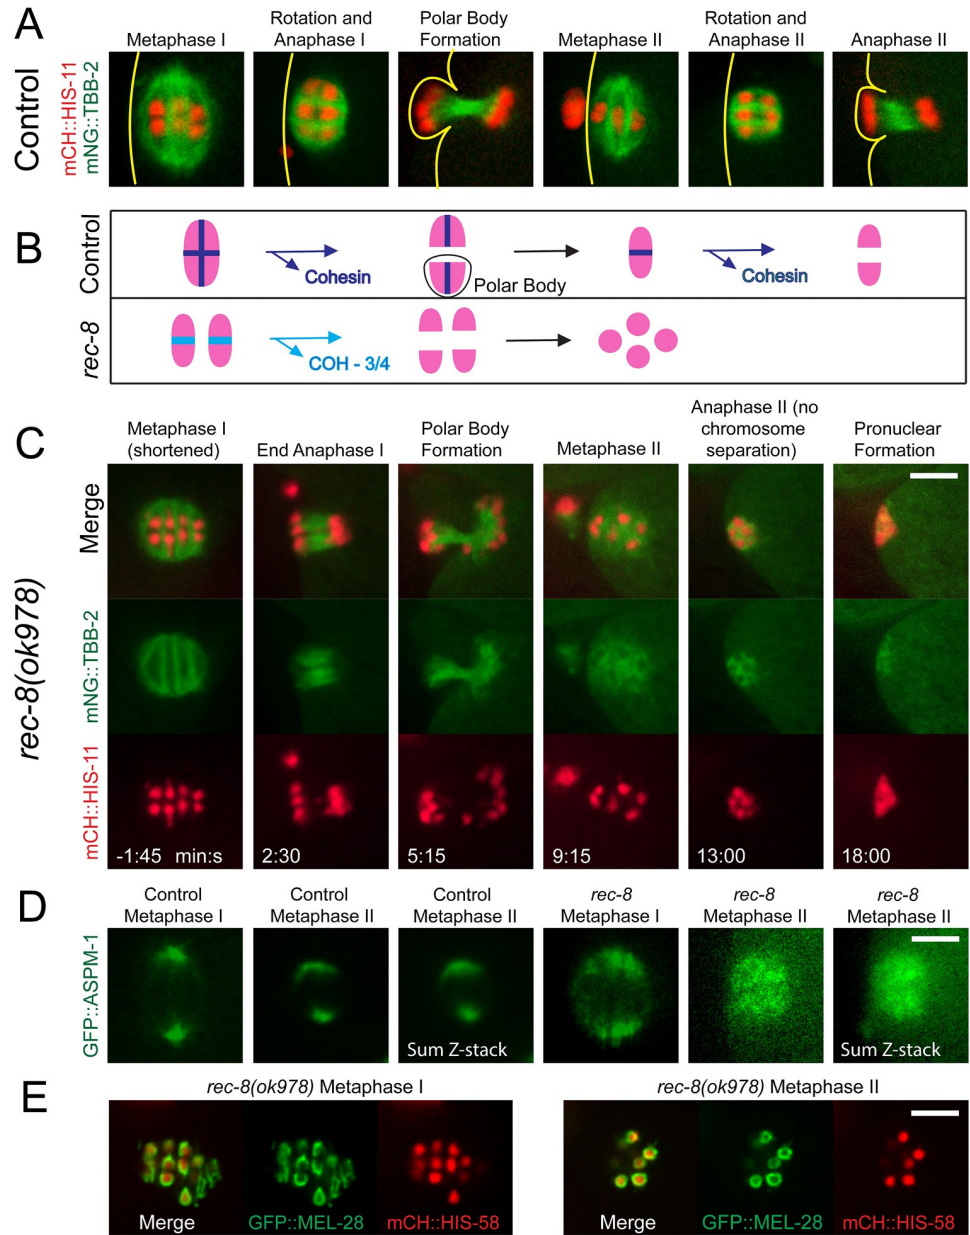 A
Control
mCH::HIS-11
mNG::TBB-2
Metaphase I
Rotation and
Anaphase I
Polar Body
Formation
Metaphase II
Rotation and
Anaphase II
Anaphase II
B
Control
Cohesin
Polar Body
Cohesin
rec-8
COH - 3/4
C
rec-8(ok978)
Metaphase I
(shortened)
End Anaphase I
Polar Body
Formation
Metaphase II
Anaphase II (no
chromosome
separation)
Pronuclear
Formation
Merge
mNG::TBB-2
mCH::HIS-11
-1:45 min:s
2:30
5:15
9:15
13:00
18:00
D
GFP::ASPM-1
Control
Metaphase I
Control
Metaphase II
Control
Metaphase II
rec-8
Metaphase I
rec-8
Metaphase II
rec-8
Metaphase II
Sum Z-stack
Sum Z-stack
E
rec-8(ok978) Metaphase I
rec-8(ok978) Metaphase II
Merge
GFP::MEL-28
mCH::HIS-58
Merge
GFP::MEL-28
mCH::HIS-58